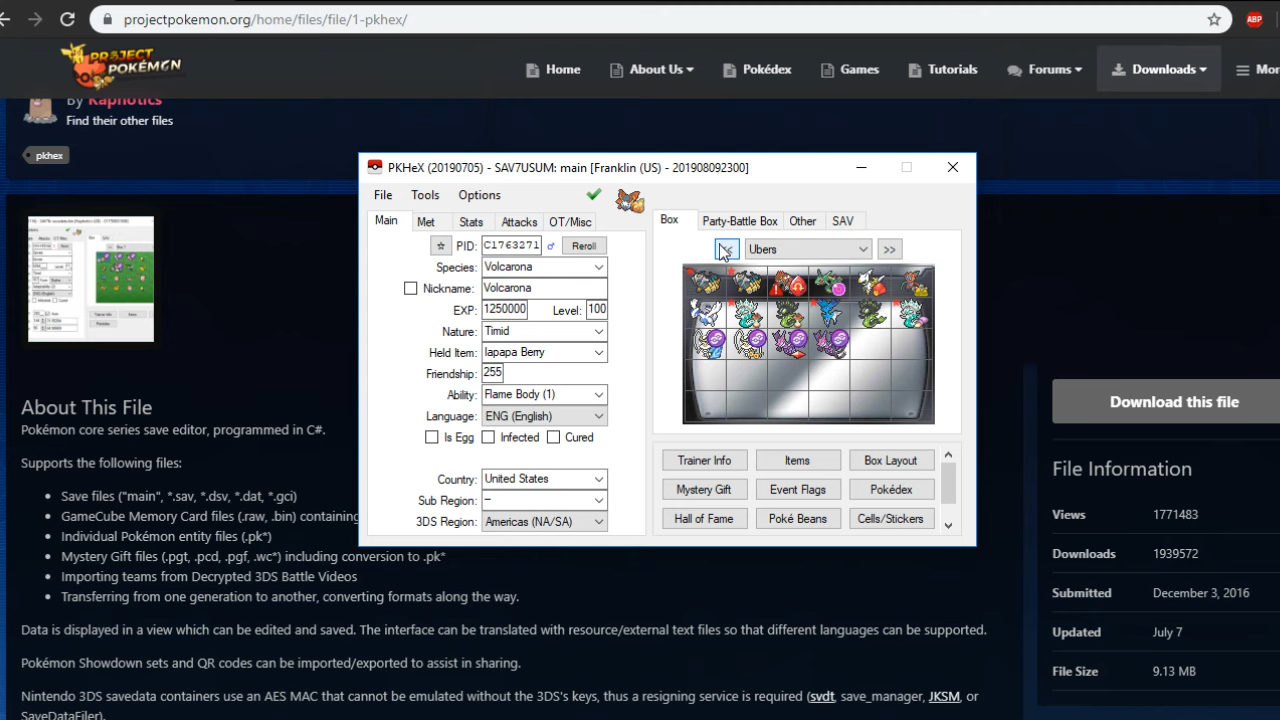 projectpokemon.org/home/files/file/1-pkhex/
ABP
PROJECT
POKÉMON
Home
About Us
Pokédex
Games
Tutorials
Forums
Downloads
By Kaphotics
Find their other files
pkhex
PKHeX (20190705) - SAV7USUM: main [Franklin (US) - 201908092300]
File Tools Options
Main Met Stats Attacks OT/Misc
PID: C1763271 Reroll
Species: Volcarona
Nickname: Volcarona
EXP: 1250000 Level: 100
Nature: Timid
Held Item: Iapapa Berry
Friendship: 255
Ability: Flame Body (1)
Language: ENG (English)
Is Egg Infected Cured
Country: United States
Sub Region: —
3DS Region: Americas (NA/SA)
Box Party-Battle Box Other SAV
Ubers >>
Trainer Info Items Box Layout
Mystery Gift Event Flags Pokédex
Hall of Fame Poké Beans Cells/Stickers
About This File
Pokémon core series save editor, programmed in C#.
Supports the following files:
• Save files ("main", *.sav, *.dsv, *.dat, *.gci)
• GameCube Memory Card files (.raw, .bin) containing
• Individual Pokémon entity files (.pk*)
• Mystery Gift files (.pgt, .pcd, .pgf, .wc*) including conversion to .pk*
• Importing teams from Decrypted 3DS Battle Videos
• Transferring from one generation to another, converting formats along the way.
Data is displayed in a view which can be edited and saved. The interface can be translated with resource/external text files so that different languages can be supported.
Pokémon Showdown sets and QR codes can be imported/exported to assist in sharing.
Nintendo 3DS savedata containers use an AES MAC that cannot be emulated without the 3DS's keys, thus a resigning service is required (svdt, save_manager, JKSM, or
SaveDataFiler).
Download this file
File Information
Views 1771483
Downloads 1939572
Submitted December 3, 2016
Updated July 7
File Size 9.13 MB